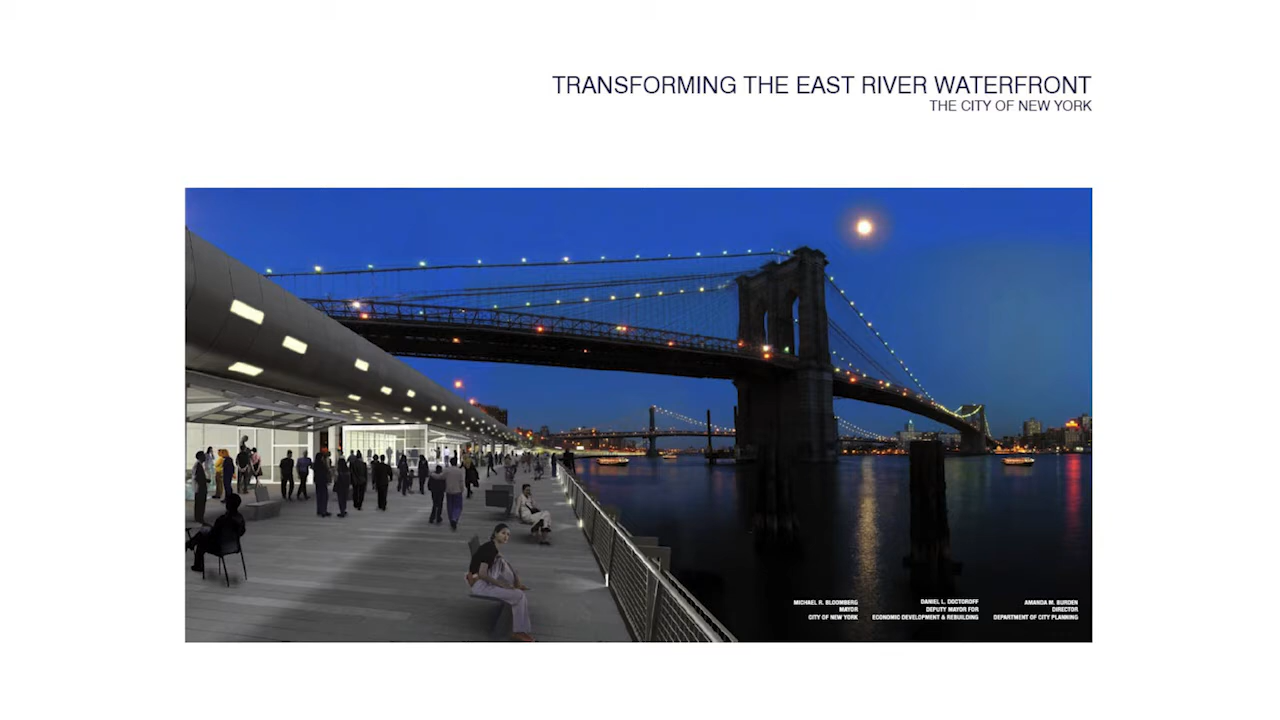 TRANSFORMING THE EAST RIVER WATERFRONT
THE CITY OF NEW YORK
MICHAEL R. BLOOMBERG
MAYOR
CITY OF NEW YORK
DANIEL L. DOCTOROFF
DEPUTY MAYOR FOR
ECONOMIC DEVELOPMENT & REBUILDING
AMANDA M. BURDEN
DIRECTOR
DEPARTMENT OF CITY PLANNING